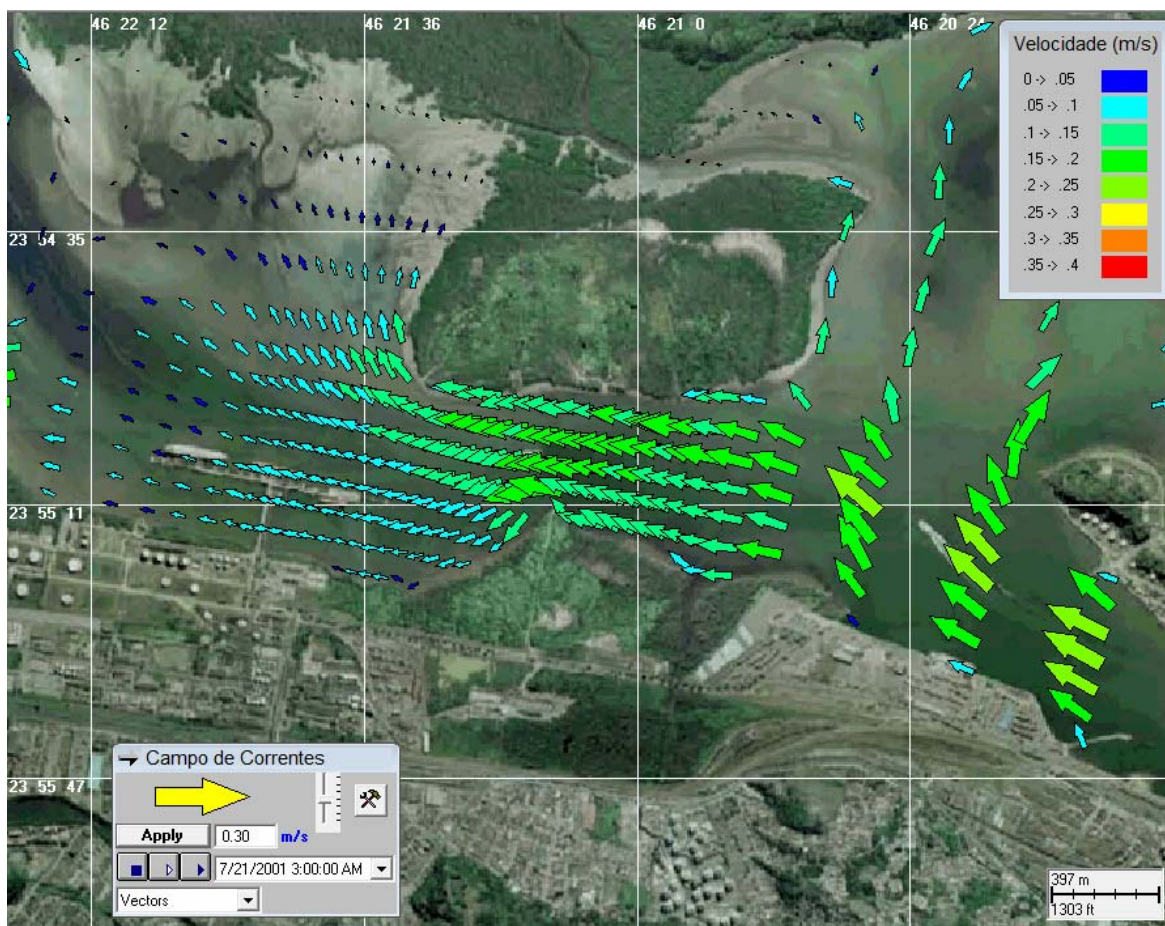 46 22 12
46 21 36
46 21 0
46 20 24
Velocidade (m/s)
0 -> .05
.05 -> .1
.1 -> .15
.15 -> .2
.2 -> .25
.25 -> .3
.3 -> .35
.35 -> .4
23 54 35
23 55 11
23 55 47
Campo de Correntes
Apply 0.30 m/s
7/21/2001 3:00:00 AM
Vectors
397 m
1303 ft